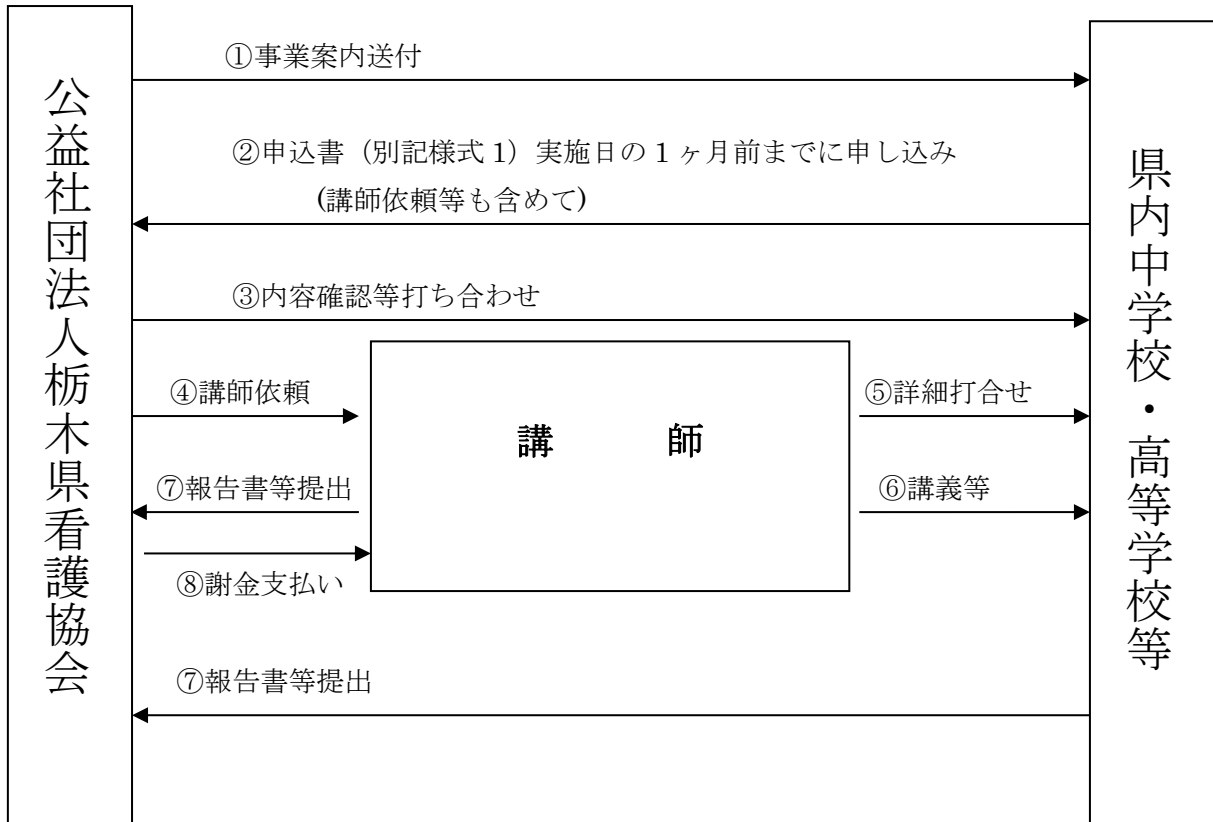 公益社団法人栃木県看護協会
①事業案内送付
②申込書（別記様式1）実施日の1ヶ月前までに申し込み
(講師依頼等も含めて)
③内容確認等打ち合わせ
④講師依頼
講　師
⑤詳細打合せ
⑦報告書等提出
⑥講義等
⑧謝金支払い
⑦報告書等提出
県内中学校・高等学校等